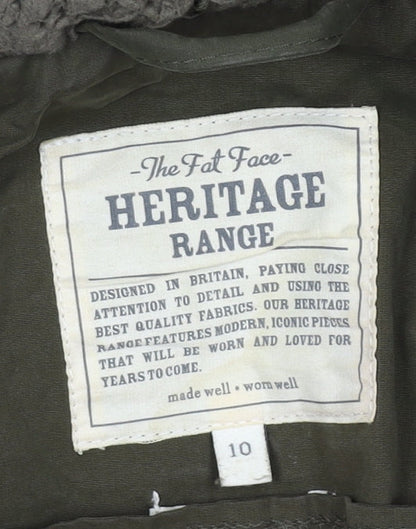 -The Fat Face-
HERITAGE
RANGE
DESIGNED IN BRITAIN, PAYING CLOSE
ATTENTION TO DETAIL AND USING THE
BEST QUALITY FABRICS. OUR HERITAGE
RANGE FEATURES MODERN, ICONIC PIECES,
THAT WILL BE WORN AND LOVED FOR
YEARS TO COME.
made well • worn well
10